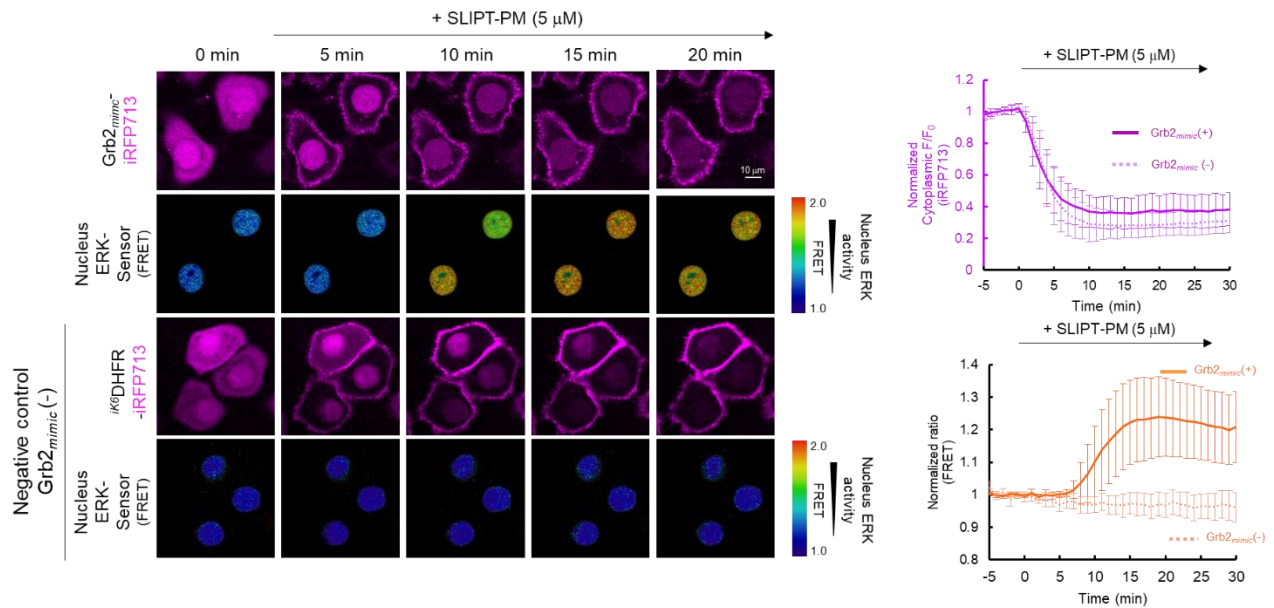 + SLIPT-PM (5 μM)
0 min
5 min
10 min
15 min
20 min
Grb2mimc-
iRFP713
10 μm
Nucleus
ERK-
Sensor
(FRET)
2.0
FRET
1.0
Nucleus ERK
activity
Negative control
Grb2mimic(-)
iK6DHFR
-iRFP713
Nucleus
ERK-
Sensor
(FRET)
2.0
FRET
1.0
Nucleus ERK
activity
+ SLIPT-PM (5 μM)
Normalized
Cytoplasmic F/F0
(iRFP713)
1.2
1
0.8
0.6
0.4
0.2
0
Grb2mimic(+)
Grb2mimic (-)
-5 0 5 10 15 20 25 30
Time (min)
+ SLIPT-PM (5 μM)
Normalized ratio
(FRET)
1.4
1.3
1.2
1.1
1
0.9
0.8
Grb2mimic(+)
Grb2mimic(-)
-5 0 5 10 15 20 25 30
Time (min)